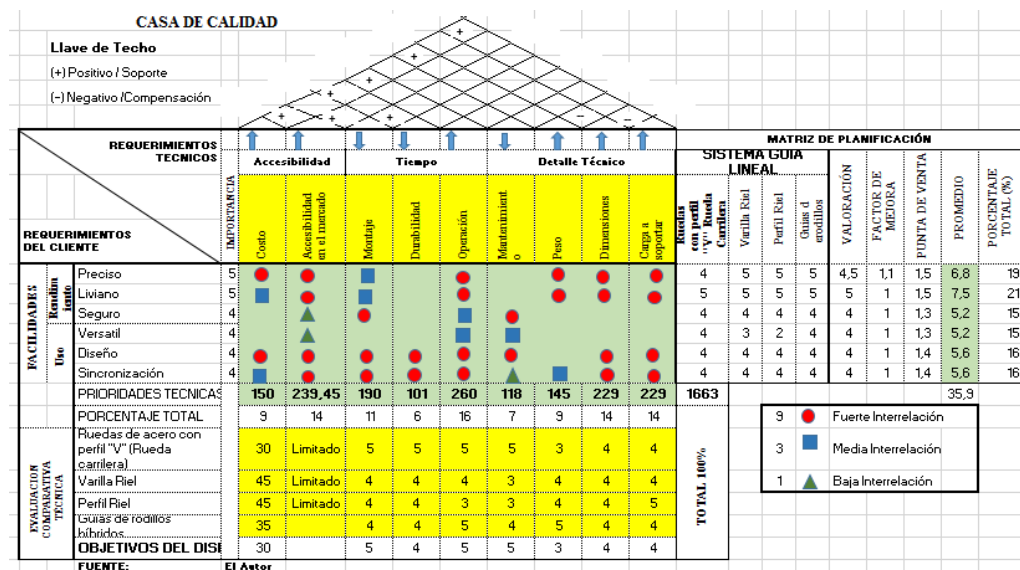 CASA DE CALIDAD
Llave de Techo
(+) Positivo / Soporte
(-) Negativo /Compensación
+
+
+
+ + + + - -
REQUERIMIENTOS
TECNICOS
REQUERIMIENTOS
DEL CLIENTE
IMPORTANCIA
Accesibilidad Tiempo Detalle Técnico
Costo
Accesibilidad
en el mercado
Montaje
Durabilidad
Operación
Mantenimient
o
Peso
Dimensiones
Carga a
soportar
MATRIZ DE PLANIFICACIÓN
SISTEMA GUIA
LINEAL
Ruedas
con perfil
"V" Rueda
Carrilera
Varilla Riel
Perfil Riel
Guias d
erodillos
VALORACIÓN
FACTOR DE
MEJORA
PUNTA DE VENTA
PROMEDIO
PORCENTAJE
TOTAL (%)
FACILIDADES
Rendim
iento
Uso
Preciso 5 4 5 5 5 4,5 1,1 1,5 6,8 19
Liviano 5 5 5 5 5 5 1 1,5 7,5 21
Seguro 4 4 4 4 4 4 1 1,3 5,2 15
Versatil 4 4 3 2 4 4 1 1,3 5,2 15
Diseño 4 4 4 4 4 4 1 1,4 5,6 16
Sincronización 4 4 4 4 4 4 1 1,4 5,6 16
PRIORIDADES TECNICAS 150 239,45 190 101 260 118 145 229 229 1663 35,9
PORCENTAJE TOTAL 9 14 11 6 16 7 9 14 14
EVALUACION
COMPARATIVA
TÉCNICA
Ruedas de acero con
perfil "V" (Rueda
carrilera)
30 Limitado 5 5 5 5 3 4 4
Varilla Riel 45 Limitado 4 4 4 3 4 4 4
Perfil Riel 45 Limitado 4 4 3 3 4 4 5
Guias de rodillos
híbridos
35 4 4 5 4 5 4 4
OBJETIVOS DEL DISE 30 5 4 5 5 3 4 4
TOTAL 100%
9 Fuerte Interrelación
3 Media Interrelación
1 Baja Interrelación
FUENTE: El Autor